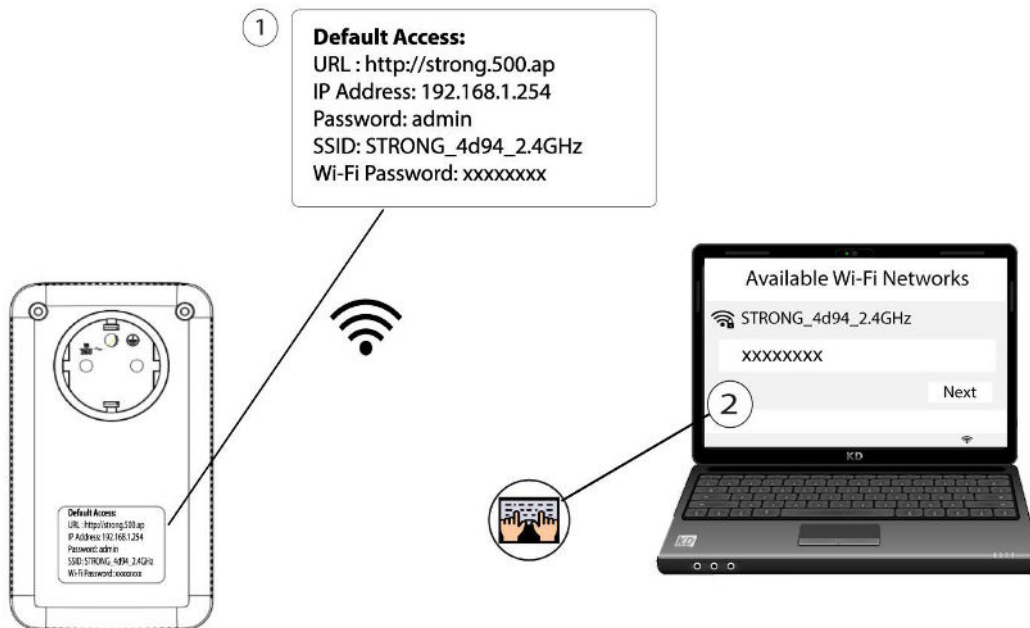 1
Default Access:
URL : http://strong.500.ap
IP Address: 192.168.1.254
Password: admin
SSID: STRONG_4d94_2.4GHz
Wi-Fi Password: xxxxxxxx
Available Wi-Fi Networks
STRONG_4d94_2.4GHz
xxxxxxxx
Next
2
KD
KD
Default Access:
URL : http://strong.500.ap
IP Address: 192.168.1.254
Password: admin
SSID: STRONG_4d94_2.4GHz
Wi-Fi Password: xxxxxxxx